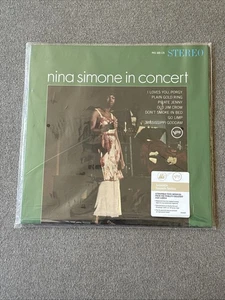 STEREO
nina simone in concert
I LOVES YOU PORGY
PLAIN GOLD RING
PIRATE JENNY
OLD JIM CROW
DON'T SMOKE IN BED
GO LIMP
MISSISSIPPI GODDAM
verve